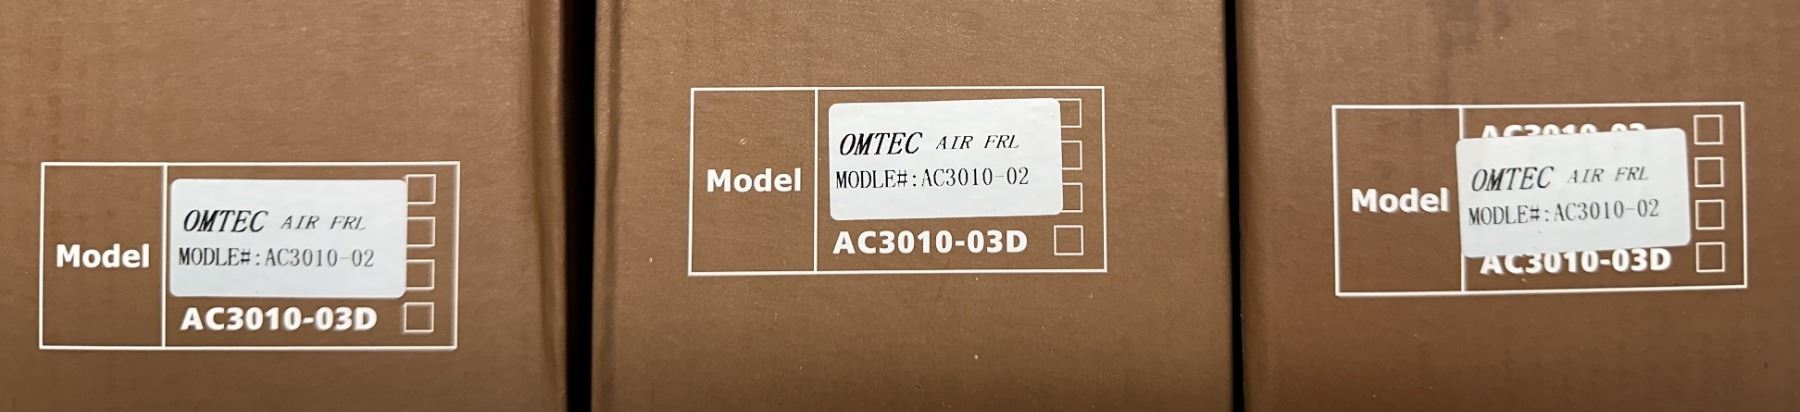 Model
OMTEC AIR FRL
MODLE#:AC3010-02
AC3010-03D
Model
OMTEC AIR FRL
MODLE#:AC3010-02
AC3010-03D
Model
OMTEC AIR FRL
MODLE#:AC3010-02
AC3010-03D